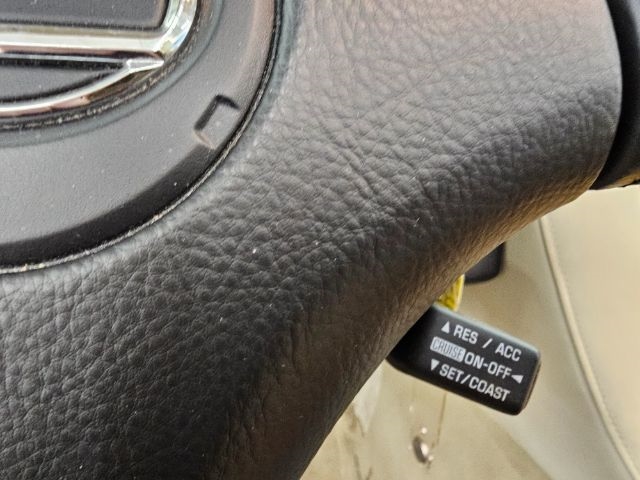 ▲ RES / ACC
CRUISE ON-OFF ◄
▼ SET/COAST